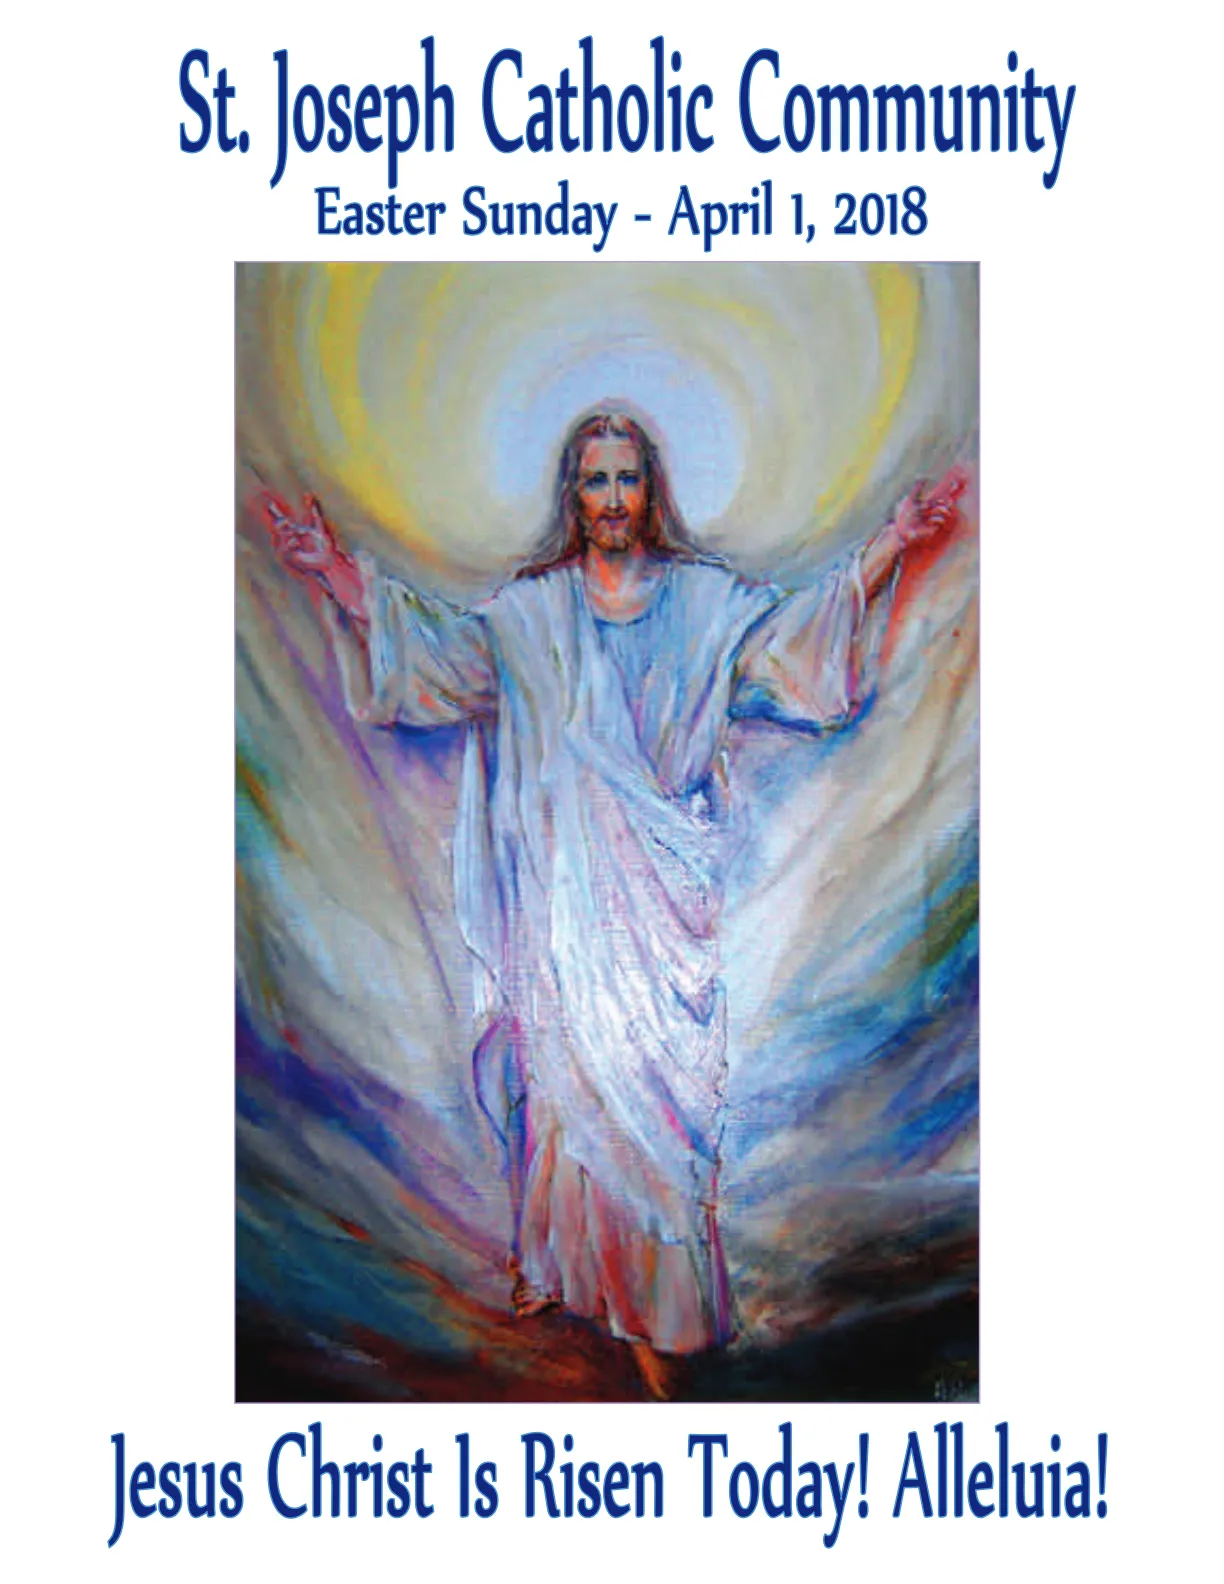 St. Joseph Catholic Community
Easter Sunday - April 1, 2018
Jesus Christ Is Risen Today! Alleluia!